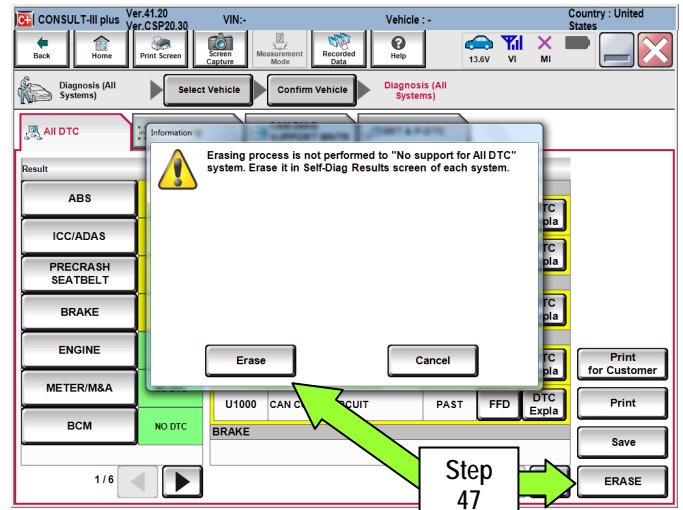 CONSULT-III plus
Ver.41.20
Ver.CSP20.30
VIN:-
Vehicle : -
Country : United
States
Back
Home
Print Screen
Screen
Capture
Measurement
Mode
Recorded
Data
Help
13.6V
VI
MI
Diagnosis (All
Systems)
Select Vehicle
Confirm Vehicle
Diagnosis (All
Systems)
All DTC
Information
Erasing process is not performed to "No support for All DTC"
system. Erase it in Self-Diag Results screen of each system.
Erase
Cancel
Result
ABS
ICC/ADAS
PRECRASH
SEATBELT
BRAKE
ENGINE
METER/M&A
BCM
NO DTC
U1000
PAST
FFD
DTC
Expla
BRAKE
1/6
Print
for Customer
Print
Save
ERASE
Step
47